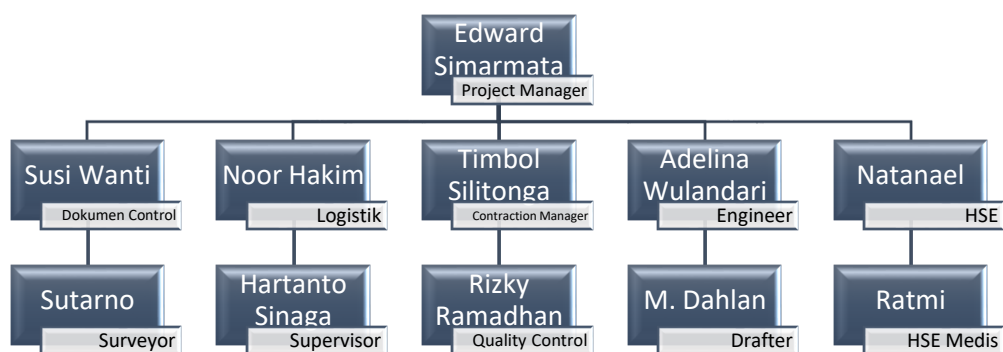 Edward
Simarmata
Project Manager
Susi Wanti
Dokumen Control
Noor Hakim
Logistik
Timbol
Silitonga
Contraction Manager
Adelina
Wulandari
Engineer
Natanael
HSE
Sutarno
Surveyor
Hartanto
Sinaga
Supervisor
Rizky
Ramadhan
Quality Control
M. Dahlan
Drafter
Ratmi
HSE Medis